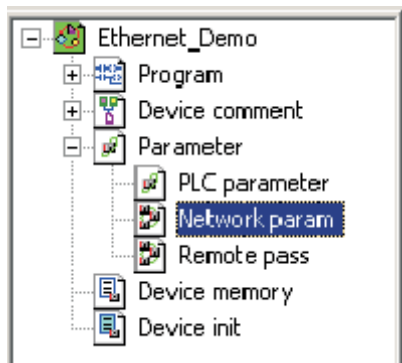 Ethernet_Demo
Program
Device comment
Parameter
PLC parameter
Network param
Remote pass
Device memory
Device init